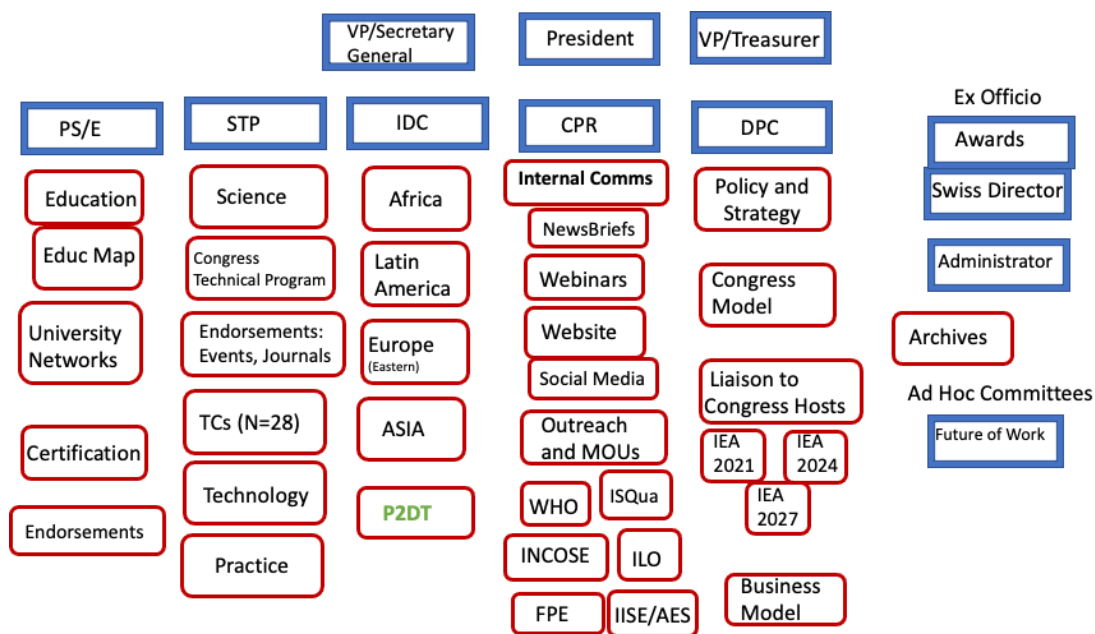 VP/Secretary
General
President
VP/Treasurer
PS/E
STP
IDC
CPR
DPC
Ex Officio
Awards
Swiss Director
Administrator
Archives
Ad Hoc Committees
Future of Work
Education
Educ Map
University
Networks
Certification
Endorsements
Science
Congress
Technical Program
Endorsements:
Events, Journals
TCs (N=28)
Technology
Practice
Africa
Latin
America
Europe
(Eastern)
ASIA
P2DT
Internal Comms
NewsBriefs
Webinars
Website
Social Media
Outreach
and MOUs
WHO
ISQua
INCOSE
ILO
FPE
IISE/AES
Policy and
Strategy
Congress
Model
Liaison to
Congress Hosts
IEA
2021
IEA
2024
IEA
2027
Business
Model